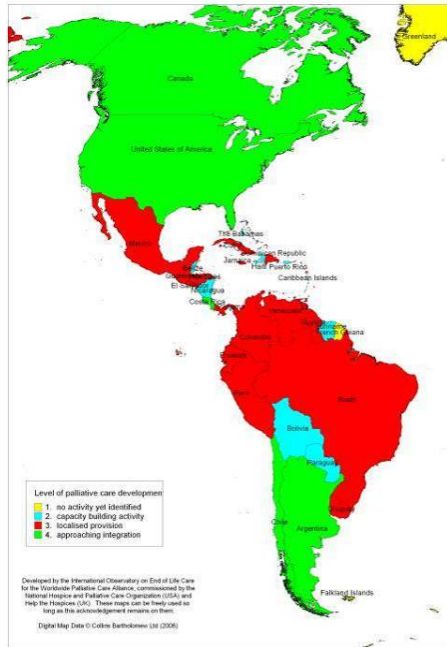 Greenland
Canada
United States of America
Mexico
The Bahamas
Cuba
Dominican Republic
Jamaica
Haiti Puerto Rico
Belize
Caribbean Islands
El Salvador
Nicaragua
Costa Rica
Venezuela
French Guiana
Colombia
Ecuador
Peru
Brazil
Bolivia
Paraguay
Uruguay
Chile
Argentina
Falkland Islands
Level of palliative care developmen
1. no activity yet identified
2. capacity building activity
3. localised provision
4. approaching integration
Developed by the International Observatory on End of Life Care
for the Worldwide Palliative Care Alliance, commissioned by the
National Hospice and Palliative Care Organization (USA) and
Help the Hospices (UK). These maps can be freely used so
long as this acknowledgement remains on them.
Digital Map Data © Collins Bartholomew Ltd (2006)